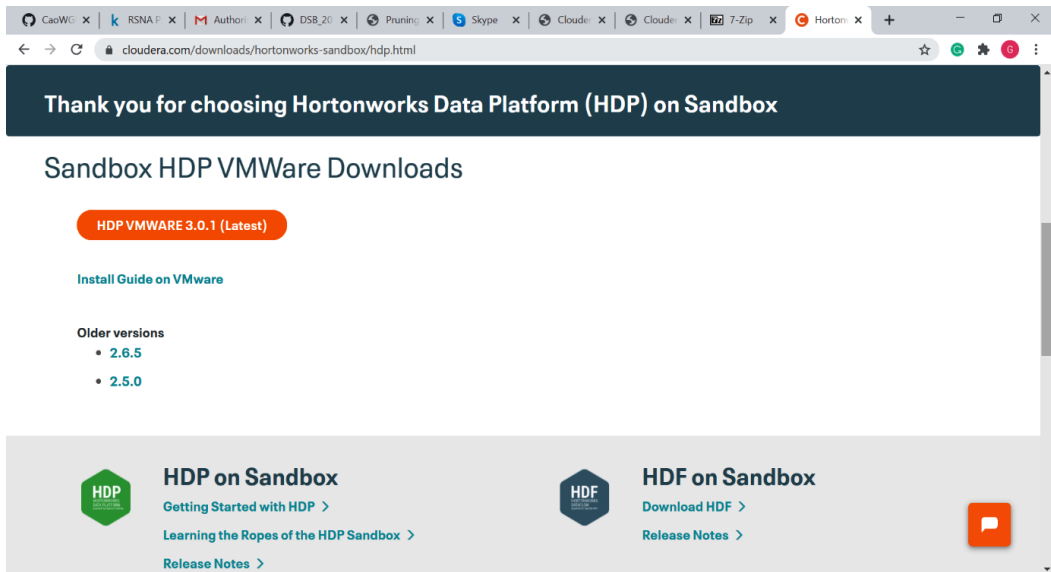 CaoWG
RSNA P
Authori
DSB_20
Pruning
Skype
Clouder
Clouder
7-Zip
Horton
cloudera.com/downloads/hortonworks-sandbox/hdp.html
G
Thank you for choosing Hortonworks Data Platform (HDP) on Sandbox
Sandbox HDP VMWare Downloads
HDP VMWARE 3.0.1 (Latest)
Install Guide on VMware
Older versions
• 2.6.5
• 2.5.0
HDP
HDP on Sandbox
Getting Started with HDP >
Learning the Ropes of the HDP Sandbox >
Release Notes >
HDF
HDF on Sandbox
Download HDF >
Release Notes >